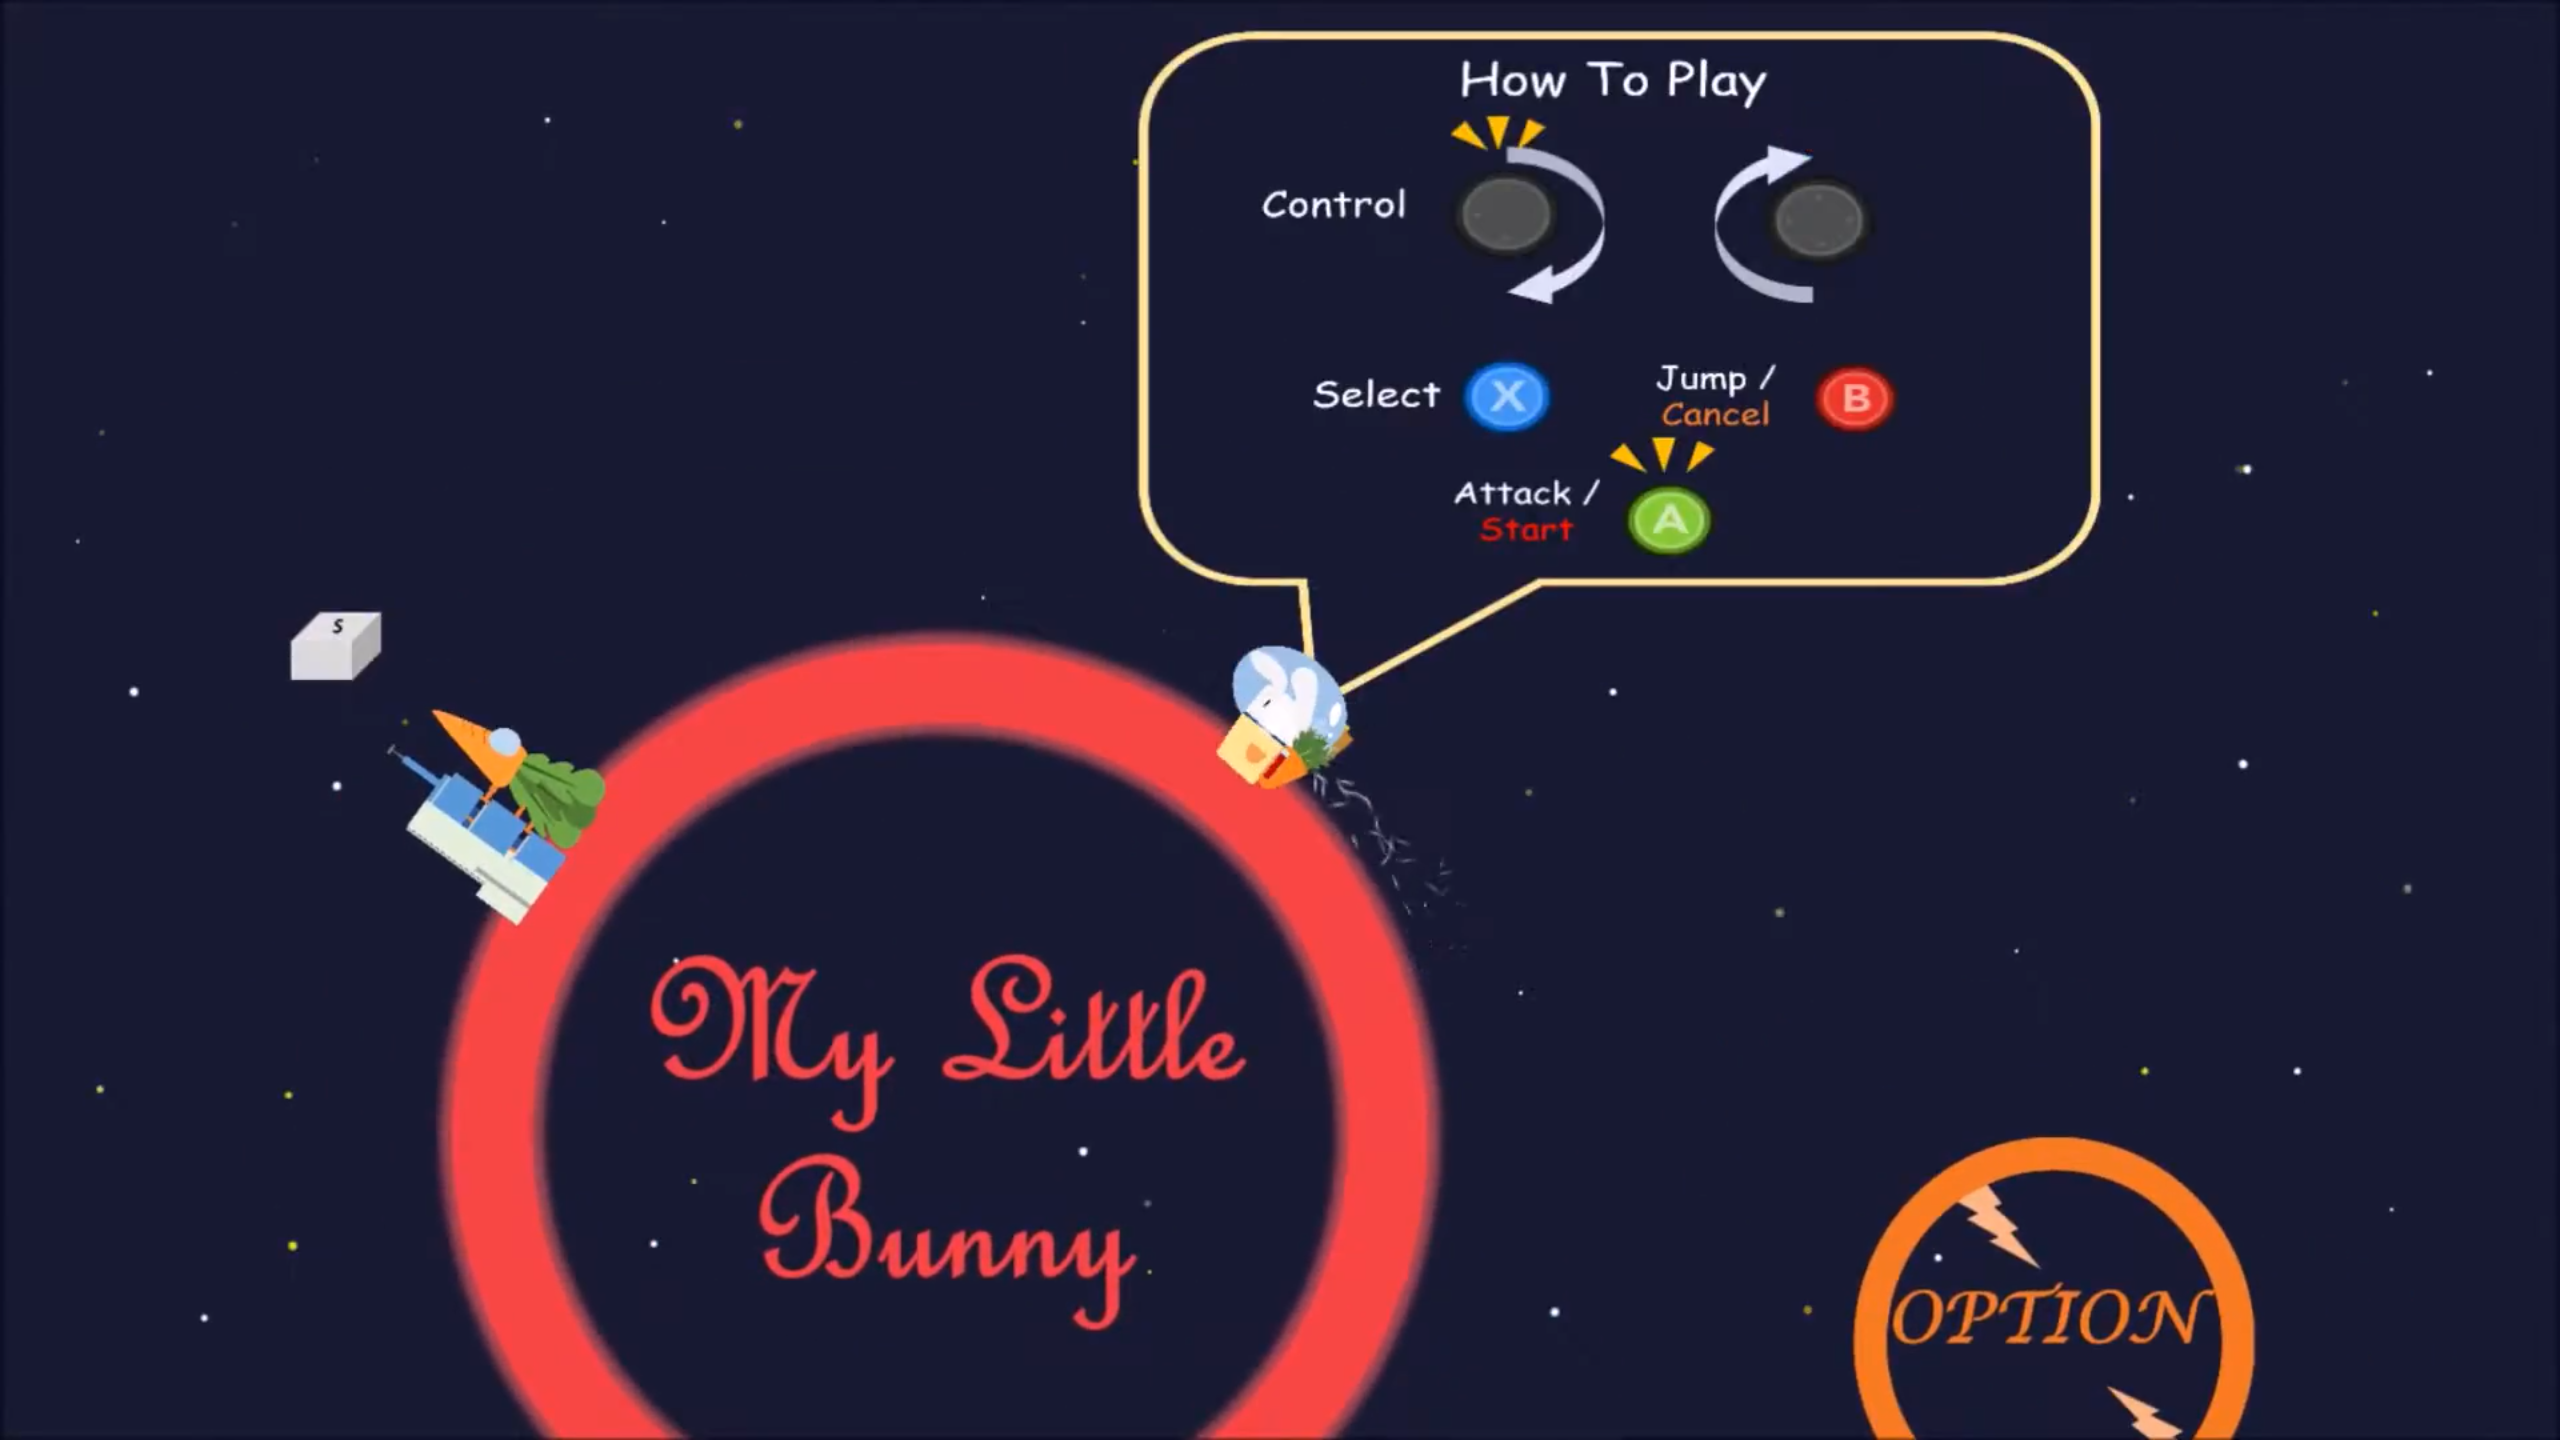 How To Play
Control
Select
X
Jump /
Cancel
B
Attack /
Start
A
S
My Little
Bunny
OPTION